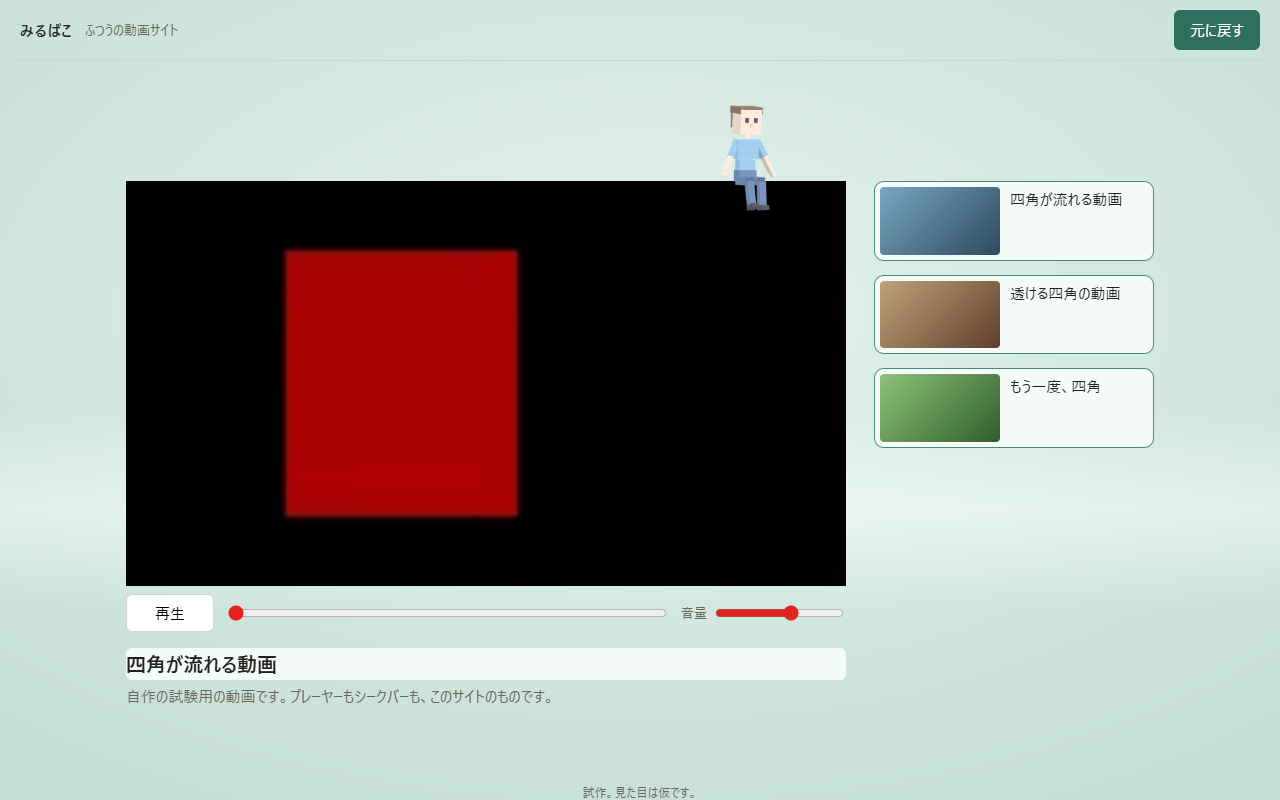 みるばこ ふつうの動画サイト
元に戻す
四角が流れる動画
透ける四角の動画
もう一度、四角
再生
音量
四角が流れる動画
自作の試験用の動画です。プレーヤーもシークバーも、このサイトのものです。
試作。見た目は仮です。